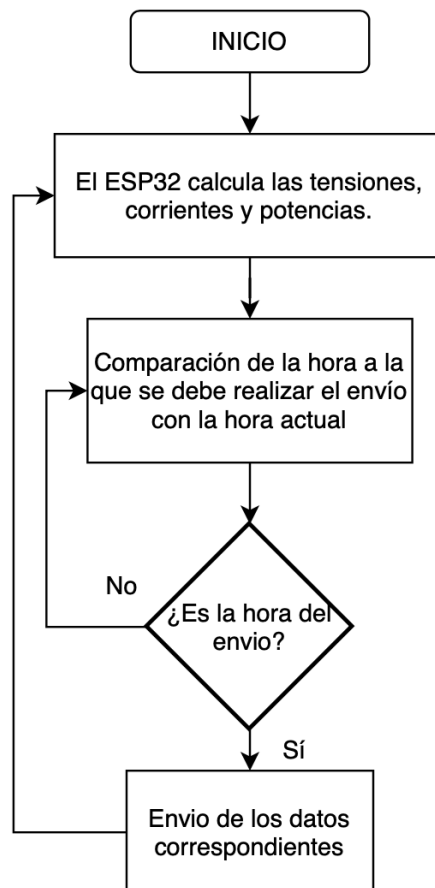 INICIO
El ESP32 calcula las tensiones,
corrientes y potencias.
Comparación de la hora a la
que se debe realizar el envío
con la hora actual
No
¿Es la hora del
envio?
Sí
Envio de los datos
correspondientes